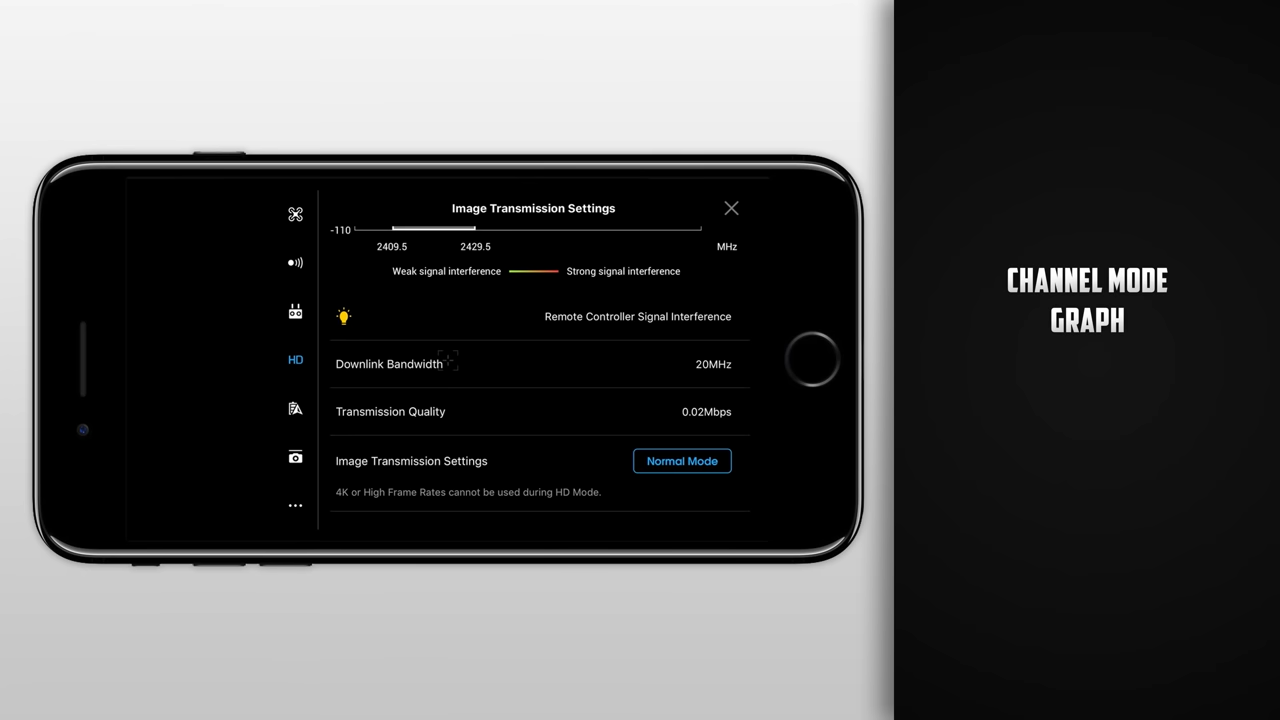 Image Transmission Settings
-110
2409.5 2429.5 MHz
Weak signal interference Strong signal interference
Remote Controller Signal Interference
HD
Downlink Bandwidth 20MHz
Transmission Quality 0.02Mbps
Image Transmission Settings Normal Mode
4K or High Frame Rates cannot be used during HD Mode.
CHANNEL MODE
GRAPH